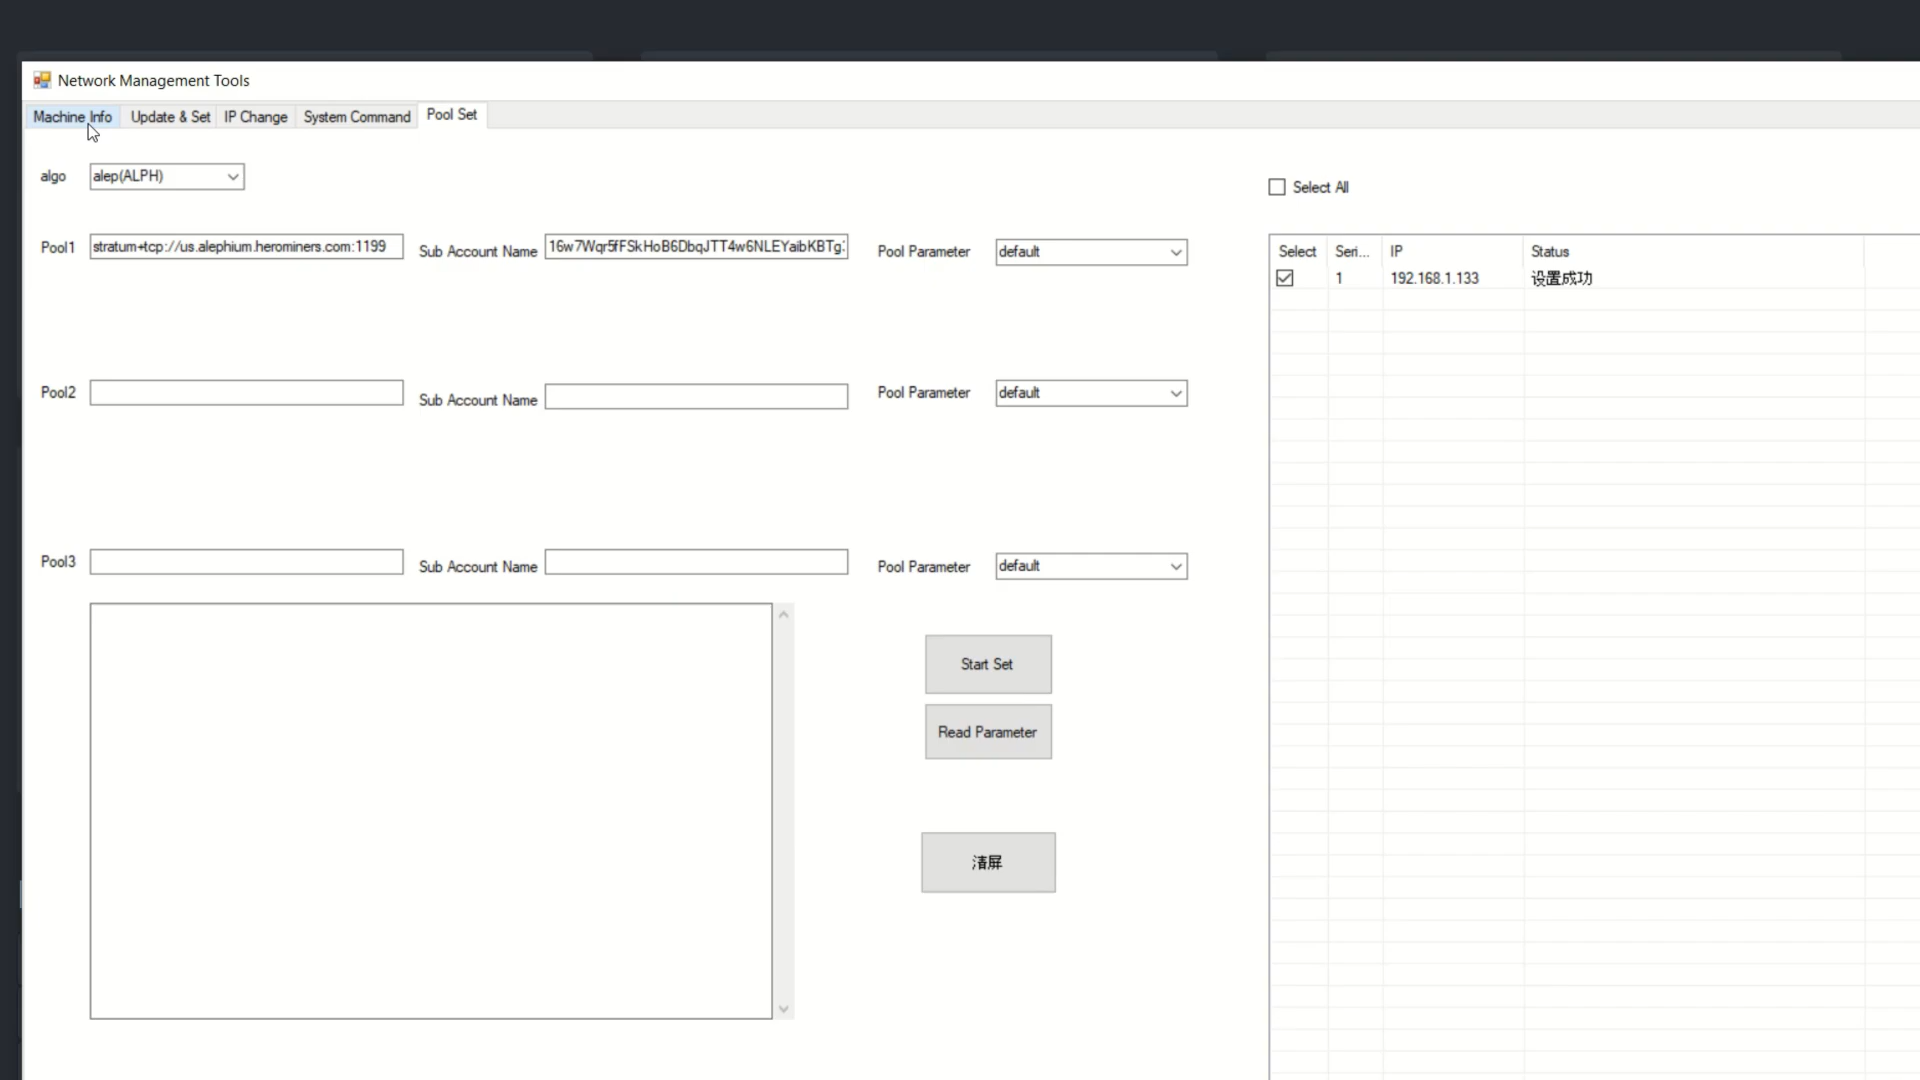 Network Management Tools
Machine Info Update & Set IP Change System Command Pool Set
algo alep(ALPH)
Select All
Pool1 stratum+tcp://us.alephium.herominers.com:1199 Sub Account Name 16w7Wqr5fFSkHoB6DbqJTT4w6NLEYaibKBTg Pool Parameter default
Select Seri... IP Status
1 192.168.1.133 设置成功
Pool2 Sub Account Name Pool Parameter default
Pool3 Sub Account Name Pool Parameter default
Start Set
Read Parameter
清屏